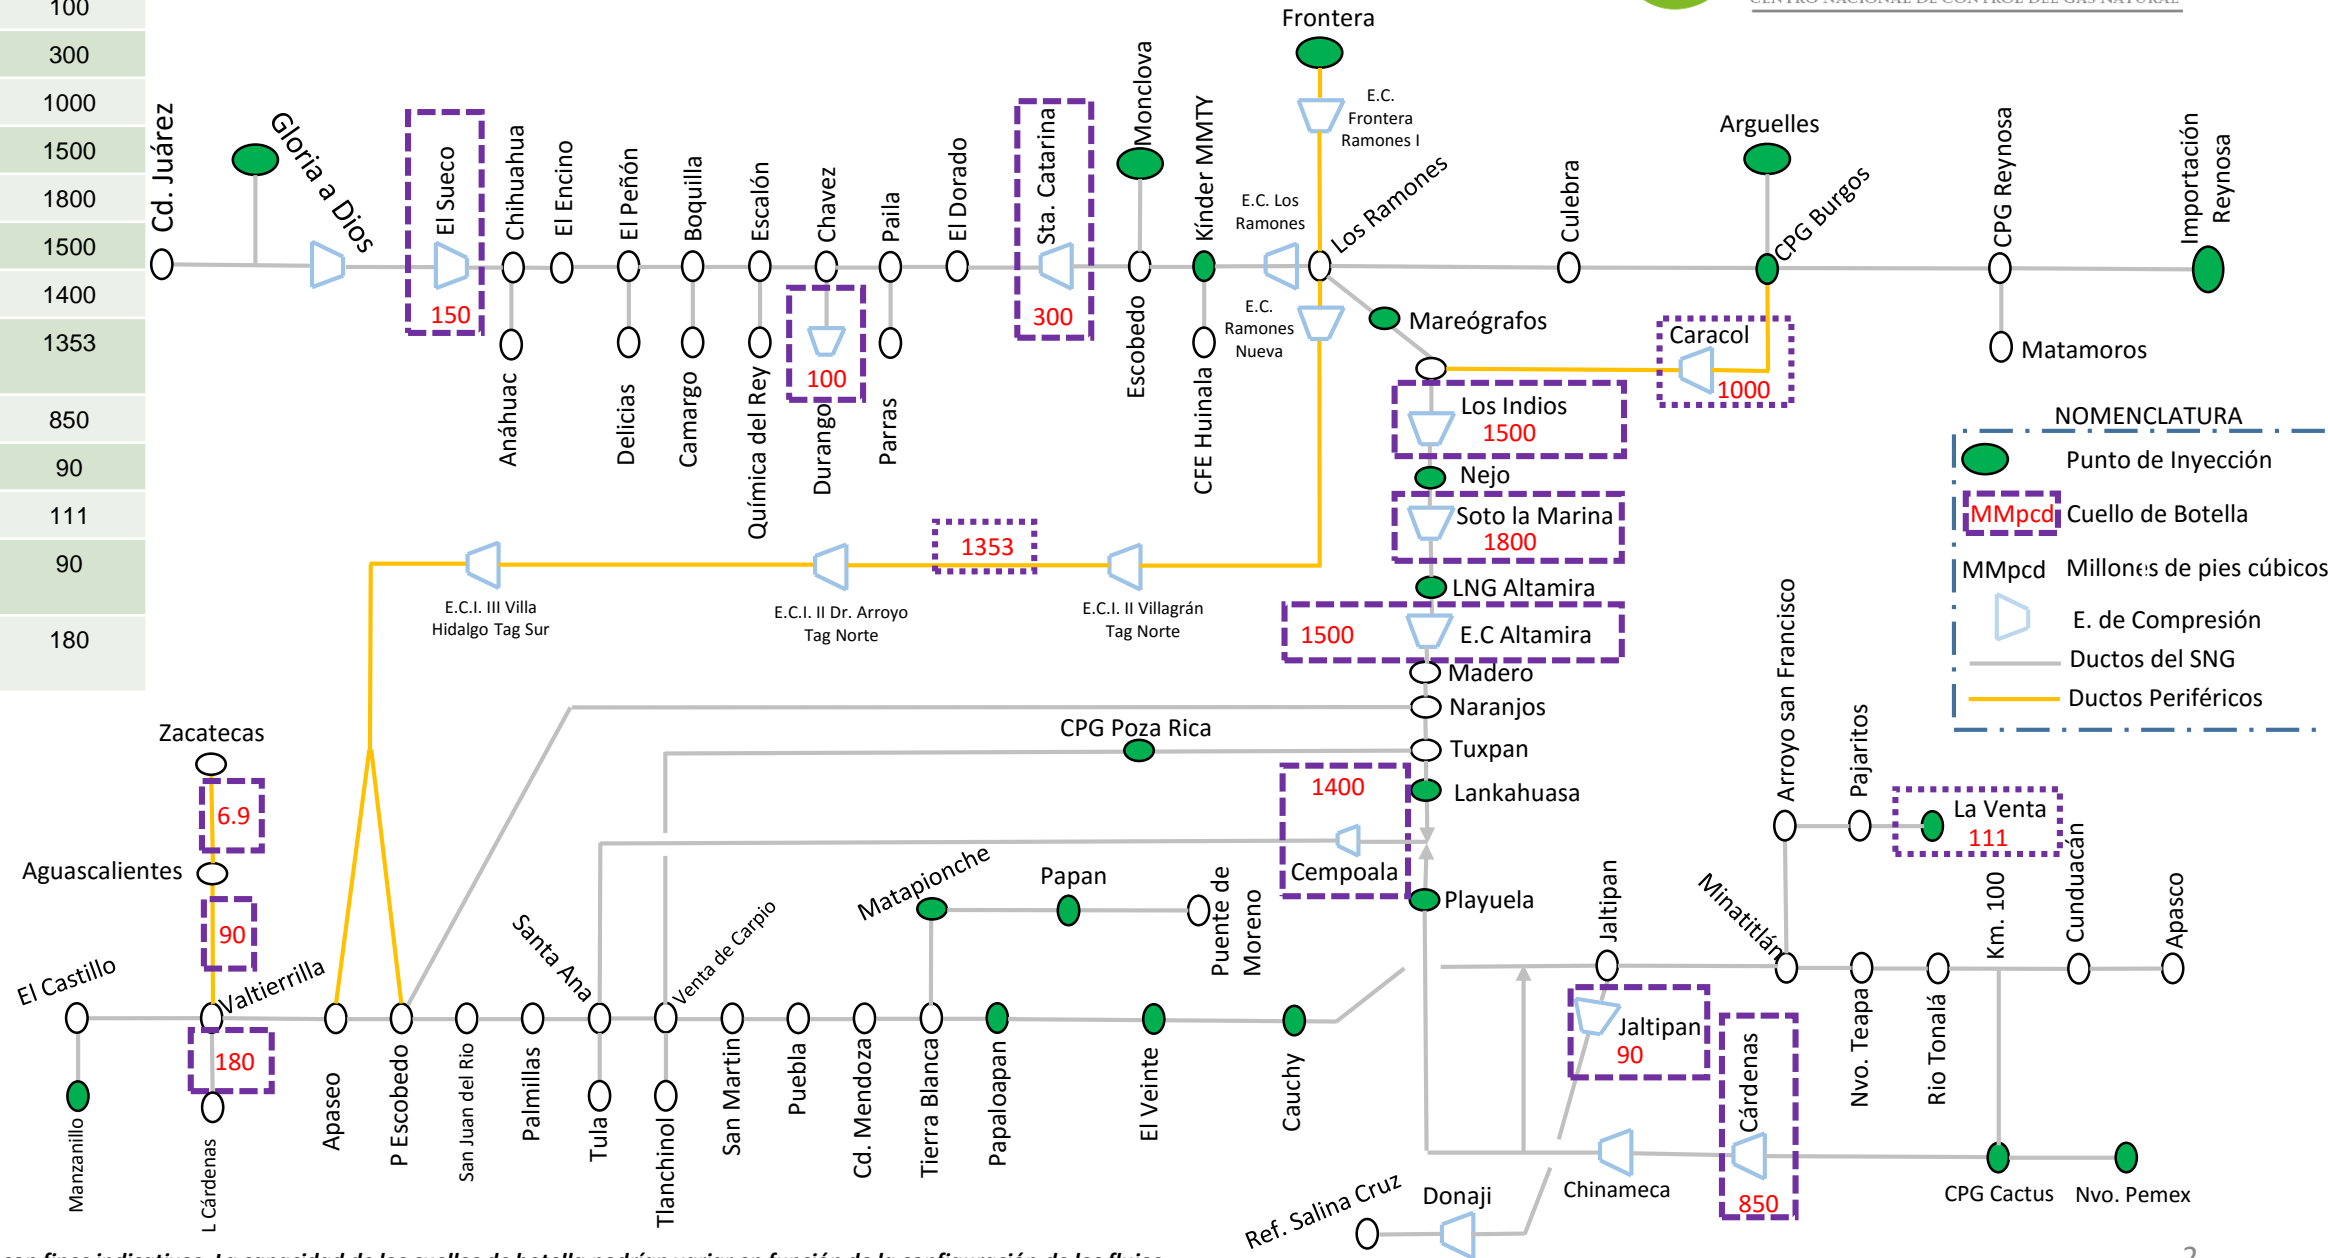 100
300
1000
1500
1800
1500
1400
1353
850
90
111
90
180
CENTRO NACIONAL DE CONTROL DEL GAS NATURAL
Frontera
E.C.
Frontera
Ramones I
Cd. Juárez
Gloria a Dios
El Sueco
150
Chihuahua
El Encino
El Peñón
Boquilla
Escalón
Chavez
Paila
El Dorado
Sta. Catarina
300
Monclova
Kínder MMTY
E.C. Los
Ramones
Los Ramones
Culebra
Arguelles
CPG Burgos
CPG Reynosa
Importación
Reynosa
Anáhuac
Delicias
Camargo
Química del Rey
100
Durango
Parras
Escobedo
CFE Huinala
E.C.
Ramones
Nueva
Mareógrafos
Caracol
1000
Matamoros
Los Indios
1500
Nejo
Soto la Marina
1800
LNG Altamira
1500
E.C Altamira
Madero
Naranjos
Tuxpan
Lankahuasa
NOMENCLATURA
Punto de Inyección
MMpcd
Cuello de Botella
MMpcd
Millones de pies cúbicos
E. de Compresión
Ductos del SNG
Ductos Periféricos
1353
E.C.I. III Villa
Hidalgo Tag Sur
E.C.I. II Dr. Arroyo
Tag Norte
E.C.I. II Villagrán
Tag Norte
CPG Poza Rica
1400
Cempoala
Playuela
Zacatecas
6.9
Aguascalientes
90
El Castillo
Valtierrilla
180
Manzanillo
L Cárdenas
Apaseo
P Escobedo
San Juan del Rio
Palmillas
Santa Ana
Tula
Venta de Carpio
Tlanchinol
San Martin
Puebla
Cd. Mendoza
Tierra Blanca
Matapionche
Papan
Puente de
Moreno
Papaloapan
El Veinte
Cauchy
Arroyo san Francisco
Pajaritos
La Venta
111
Jaltipan
Minatitlán
Km. 100
Cunduacán
Apasco
Jaltipan
90
Cárdenas
850
Nvo. Teapa
Rio Tonalá
Ref. Salina Cruz
Donaji
Chinameca
CPG Cactus
Nvo. Pemex
2